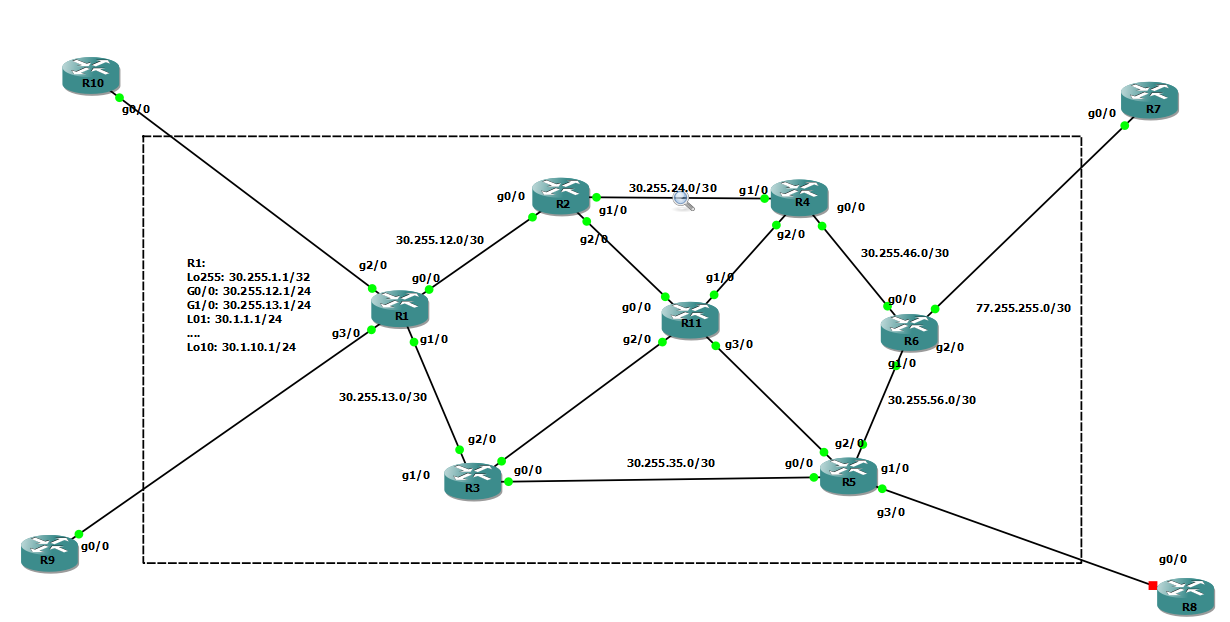 R10
g0/0
R7
g0/0
R2
g0/0
g1/0
g2/0
30.255.24.0/30
g1/0
R4
g0/0
g2/0
30.255.12.0/30
30.255.46.0/30
R1:
Lo255: 30.255.1.1/32
G0/0: 30.255.12.1/24
G1/0: 30.255.13.1/24
L01: 30.1.1.1/24
....
Lo10: 30.1.10.1/24
g2/0
g0/0
R1
g3/0
g1/0
g1/0
g0/0
R11
g2/0
g3/0
g0/0
77.255.255.0/30
R6
g2/0
g1/0
30.255.13.0/30
30.255.56.0/30
g2/0
g1/0
R3
g0/0
30.255.35.0/30
g2/0
g0/0
R5
g1/0
g3/0
R9
g0/0
g0/0
R8